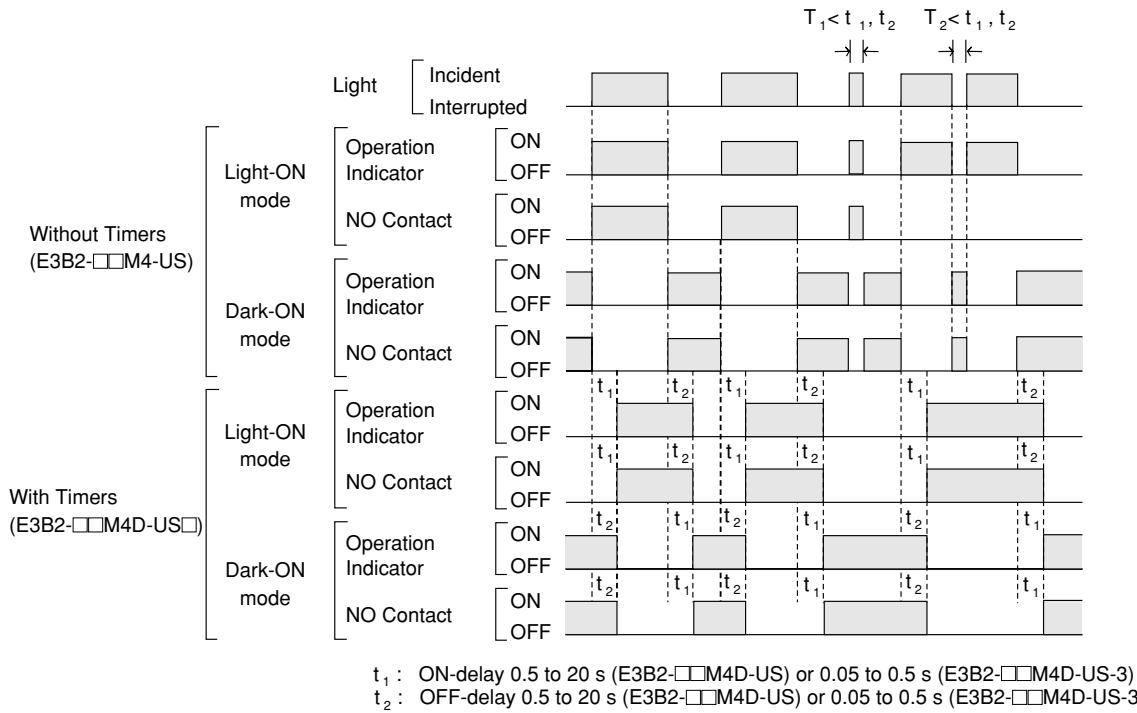 T₁< t ₁ , t₂ T₂< t ₁ , t₂
Light Incident
Interrupted
Without Timers
(E3B2-□□M4-US)
Light-ON
mode
Operation
Indicator
ON
OFF
NO Contact
ON
OFF
Dark-ON
mode
Operation
Indicator
ON
OFF
NO Contact
ON
OFF
With Timers
(E3B2-□□M4D-US□)
Light-ON
mode
Operation
Indicator
ON
OFF
t₁ t₂ t₁ t₂ t₁ t₂
NO Contact
ON
OFF
t₁ t₂ t₁ t₂ t₁ t₂
Dark-ON
mode
Operation
Indicator
ON
OFF
t₂ t₁ t₂ t₁ t₂ t₁
NO Contact
ON
OFF
t₂ t₁ t₂ t₁ t₂ t₁
t ₁ : ON-delay 0.5 to 20 s (E3B2-□□M4D-US) or 0.05 to 0.5 s (E3B2-□□M4D-US-3)
t ₂ : OFF-delay 0.5 to 20 s (E3B2-□□M4D-US) or 0.05 to 0.5 s (E3B2-□□M4D-US-3